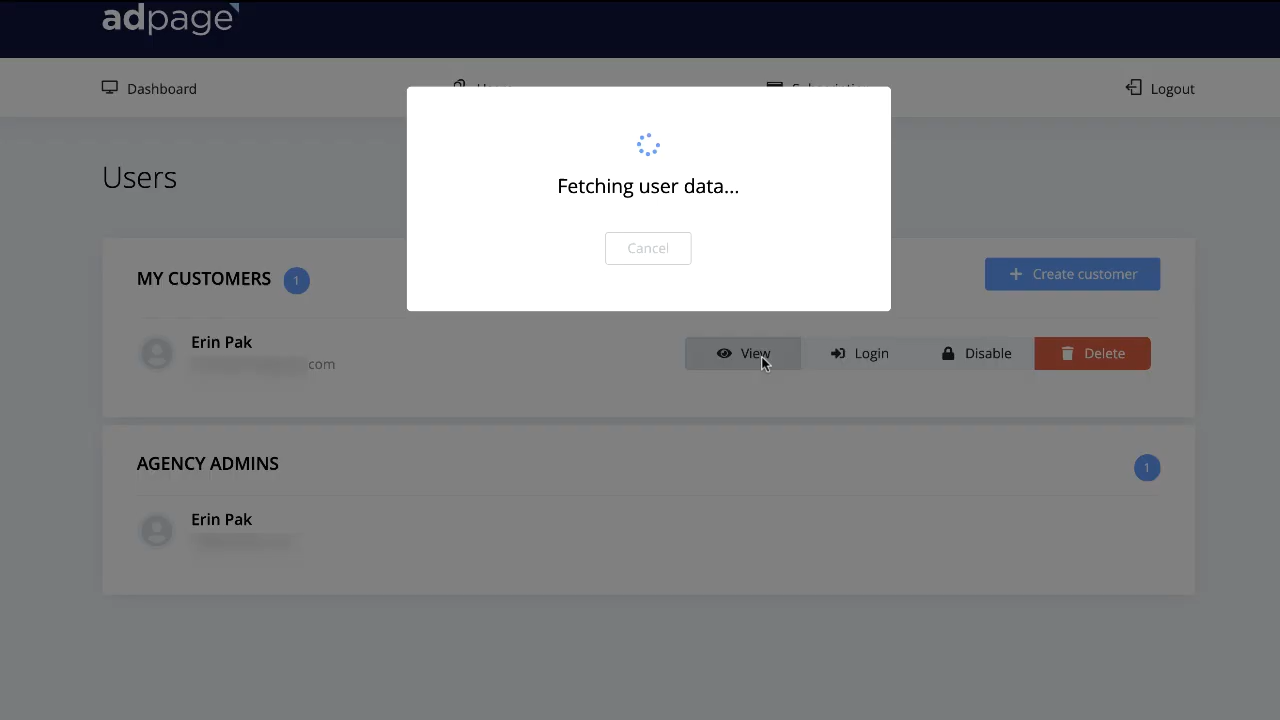 adpage
Dashboard
Logout
Fetching user data...
Cancel
Users
MY CUSTOMERS 1
Create customer
Erin Pak
com
View
Login
Disable
Delete
AGENCY ADMINS
1
Erin Pak